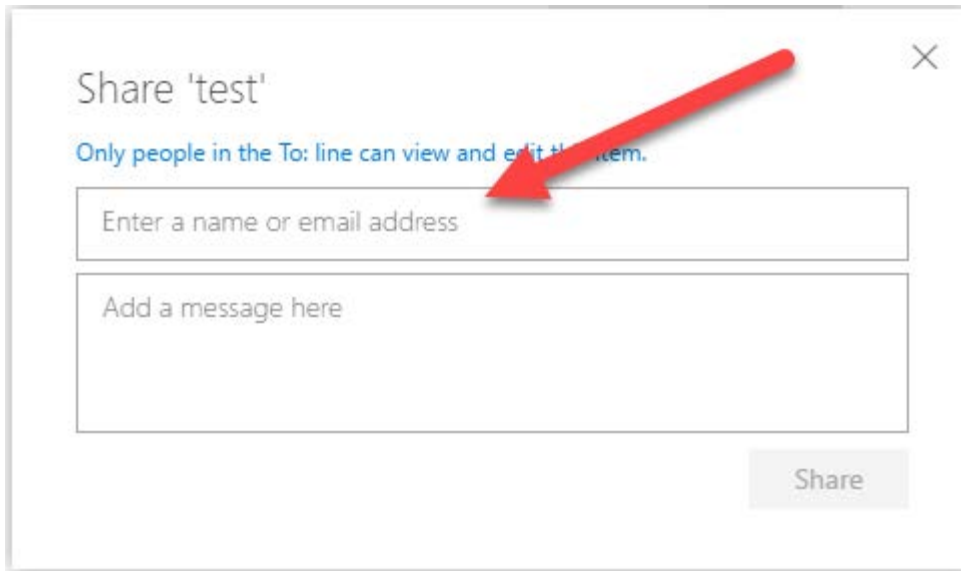 Share 'test'
Only people in the To: line can view and edit item.
Enter a name or email address
Add a message here
Share